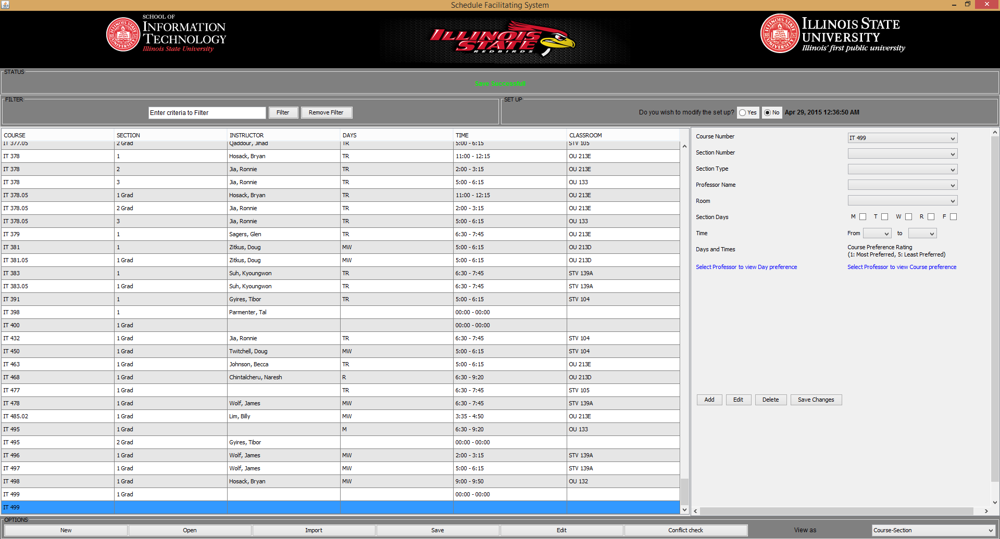 Schedule Facilitating System
SCHOOL OF
INFORMATION
TECHNOLOGY
Illinois State University
ILLINOIS
STATE
REDBIRDS
18 57
ILLINOIS STATE
UNIVERSITY
Illinois' first public university
STATUS
Save Successful!
FILTER
Enter criteria to Filter Filter Remove Filter
SET UP
Do you wish to modify the set up? Yes No Apr 29, 2015 12:36:50 AM
COURSE SECTION INSTRUCTOR DAYS TIME CLASSROOM
IT 377.05 2 Grad Qaddour, Jihad TR 5:00 - 6:15 STV 105
IT 378 1 Hosack, Bryan TR 11:00 - 12:15 OU 213E
IT 378 2 Jia, Ronnie TR 2:00 - 3:15 OU 213E
IT 378 3 Jia, Ronnie TR 5:00 - 6:15 OU 133
IT 378.05 1 Grad Hosack, Bryan TR 11:00 - 12:15 OU 213E
IT 378.05 2 Grad Jia, Ronnie TR 2:00 - 3:15 OU 213E
IT 378.05 3 Jia, Ronnie TR 5:00 - 6:15 OU 133
IT 379 1 Sagers, Glen TR 6:30 - 7:45 OU 213E
IT 381 1 Zitkus, Doug MW 5:00 - 6:15 OU 213D
IT 381.05 1 Grad Zitkus, Doug MW 5:00 - 6:15 OU 213D
IT 383 1 Suh, Kyoungwon TR 6:30 - 7:45 STV 139A
IT 383.05 1 Grad Suh, Kyoungwon TR 6:30 - 7:45 STV 139A
IT 391 1 Gyires, Tibor TR 5:00 - 6:15 STV 104
IT 398 1 Parmenter, Tal 00:00 - 00:00
IT 400 1 Grad 00:00 - 00:00
IT 432 1 Grad Jia, Ronnie TR 6:30 - 7:45 STV 104
IT 450 1 Grad Twitchell, Doug MW 5:00 - 6:15 STV 104
IT 463 1 Grad Johnson, Becca TR 5:00 - 6:15 OU 213E
IT 468 1 Grad Chintalcheru, Naresh R 6:30 - 9:20 OU 213D
IT 477 1 Grad TR 6:30 - 7:45 STV 105
IT 478 1 Grad Wolf, James MW 6:30 - 7:45 STV 139A
IT 485.02 1 Grad Lim, Billy MW 3:35 - 4:50 OU 213E
IT 495 1 Grad M 6:30 - 9:20 OU 133
IT 495 2 Grad Gyires, Tibor 00:00 - 00:00
IT 496 1 Grad Wolf, James MW 2:00 - 3:15 STV 139A
IT 497 1 Grad Wolf, James MW 5:00 - 6:15 STV 139A
IT 498 1 Grad Hosack, Bryan MW 9:00 - 9:50 OU 132
IT 499 1 Grad 00:00 - 00:00
IT 499
Course Number IT 499
Section Number
Section Type
Professor Name
Room
Section Days M T W R F
Time From to
Days and Times Course Preference Rating
(1: Most Preferred, 5: Least Preferred)
Select Professor to view Day preference Select Professor to view Course preference
Add Edit Delete Save Changes
OPTIONS
New Open Import Save Edit Conflict check View as Course-Section